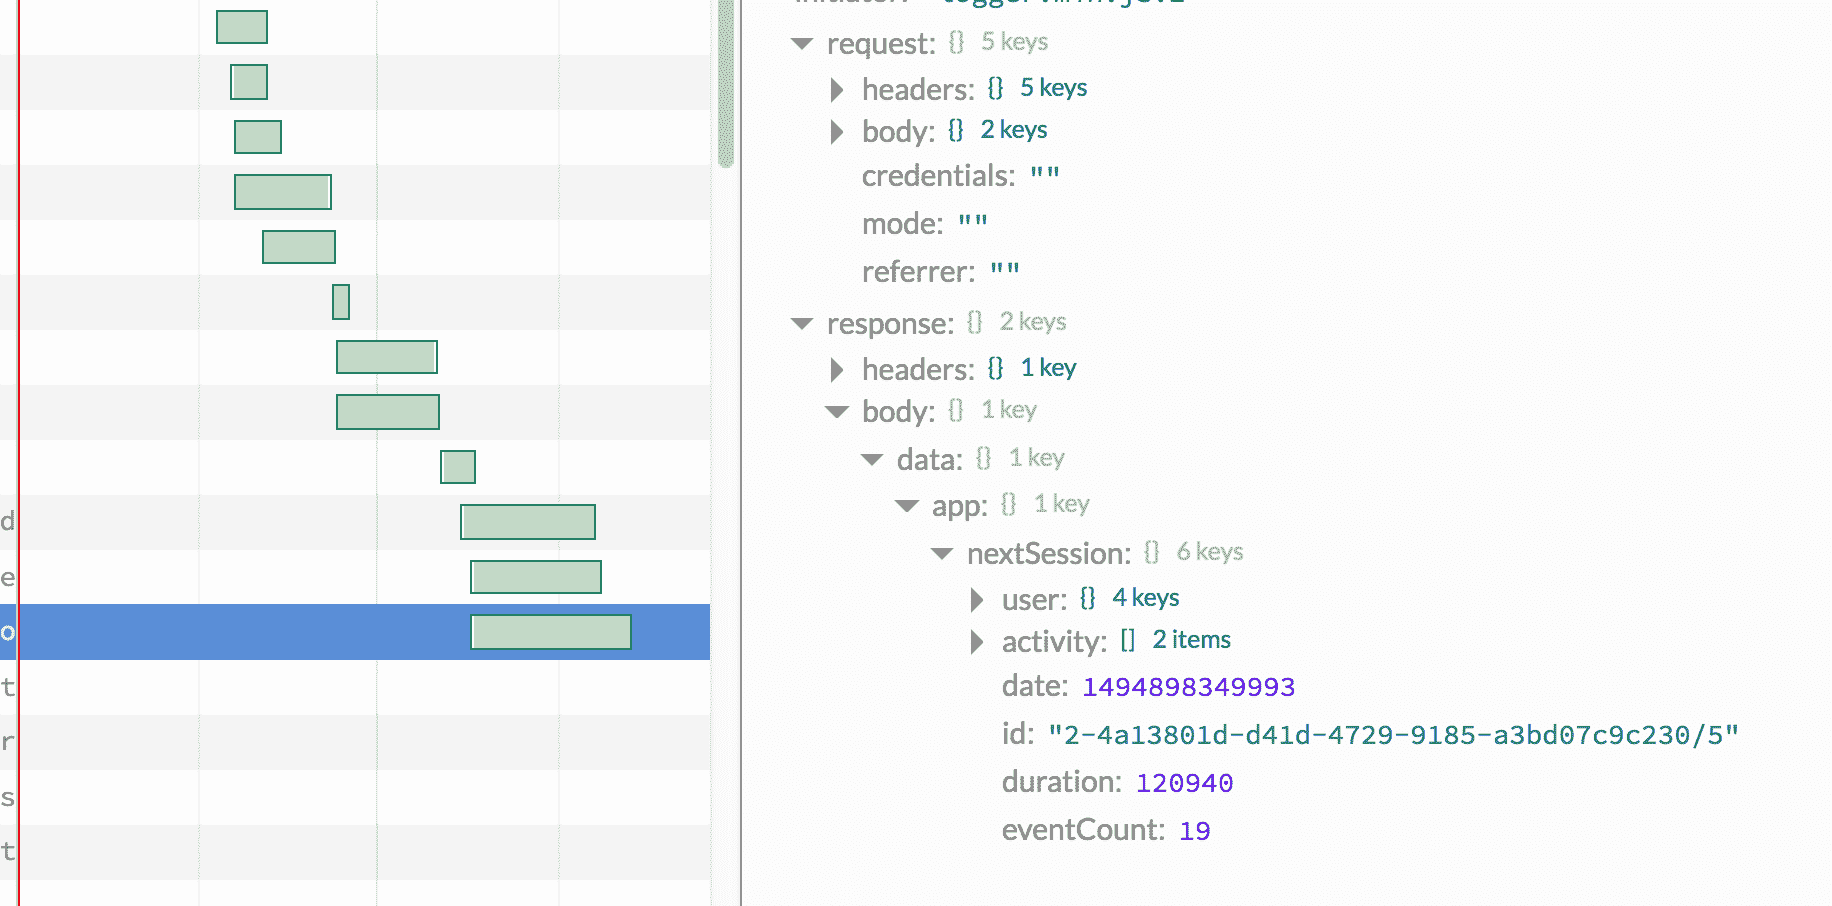 request: {} 5 keys
headers: {} 5 keys
body: {} 2 keys
credentials: ""
mode: ""
referrer: ""
response: {} 2 keys
headers: {} 1 key
body: {} 1 key
data: {} 1 key
app: {} 1 key
nextSession: {} 6 keys
user: {} 4 keys
activity: [] 2 items
date: 1494898349993
id: "2-4a13801d-d41d-4729-9185-a3bd07c9c230/5"
duration: 120940
eventCount: 19
d
e
o
t
r
s
t